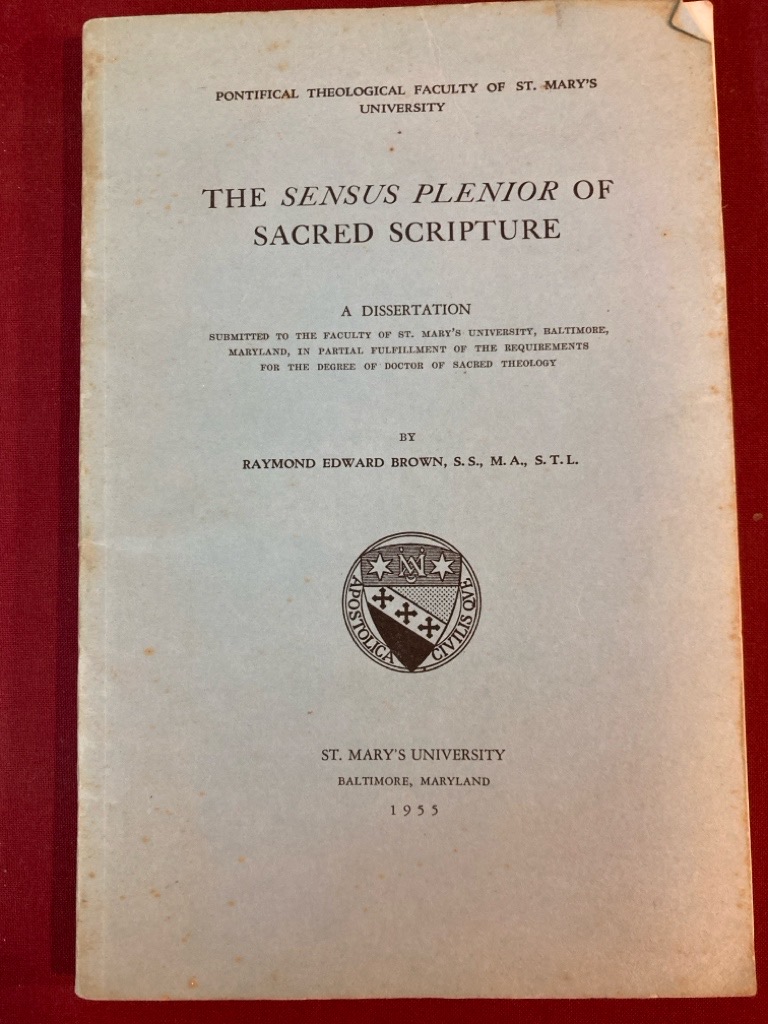 PONTIFICAL THEOLOGICAL FACULTY OF ST. MARY'S
UNIVERSITY
THE SENSUS PLENIOR OF
SACRED SCRIPTURE
A DISSERTATION
SUBMITTED TO THE FACULTY OF ST. MARY'S UNIVERSITY, BALTIMORE,
MARYLAND, IN PARTIAL FULFILLMENT OF THE REQUIREMENTS
FOR THE DEGREE OF DOCTOR OF SACRED THEOLOGY
BY
RAYMOND EDWARD BROWN, S. S., M. A., S. T. L.
APOSTOLICA CIVILIS QVE
ST. MARY'S UNIVERSITY
BALTIMORE, MARYLAND
1955